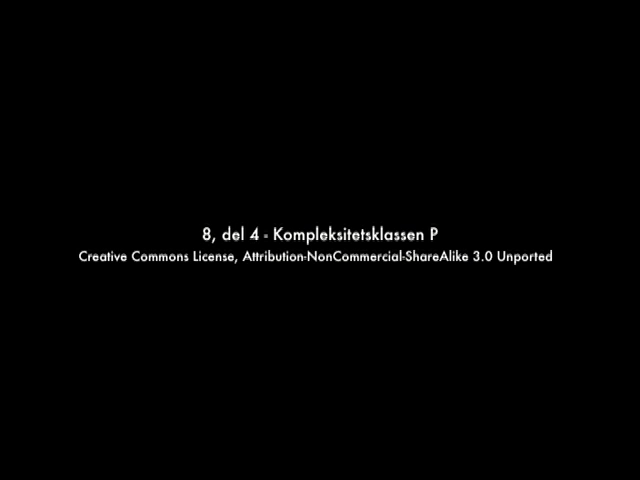 8, del 4 - Kompleksitetsklassen P
Creative Commons License, Attribution-NonCommercial-ShareAlike 3.0 Unported